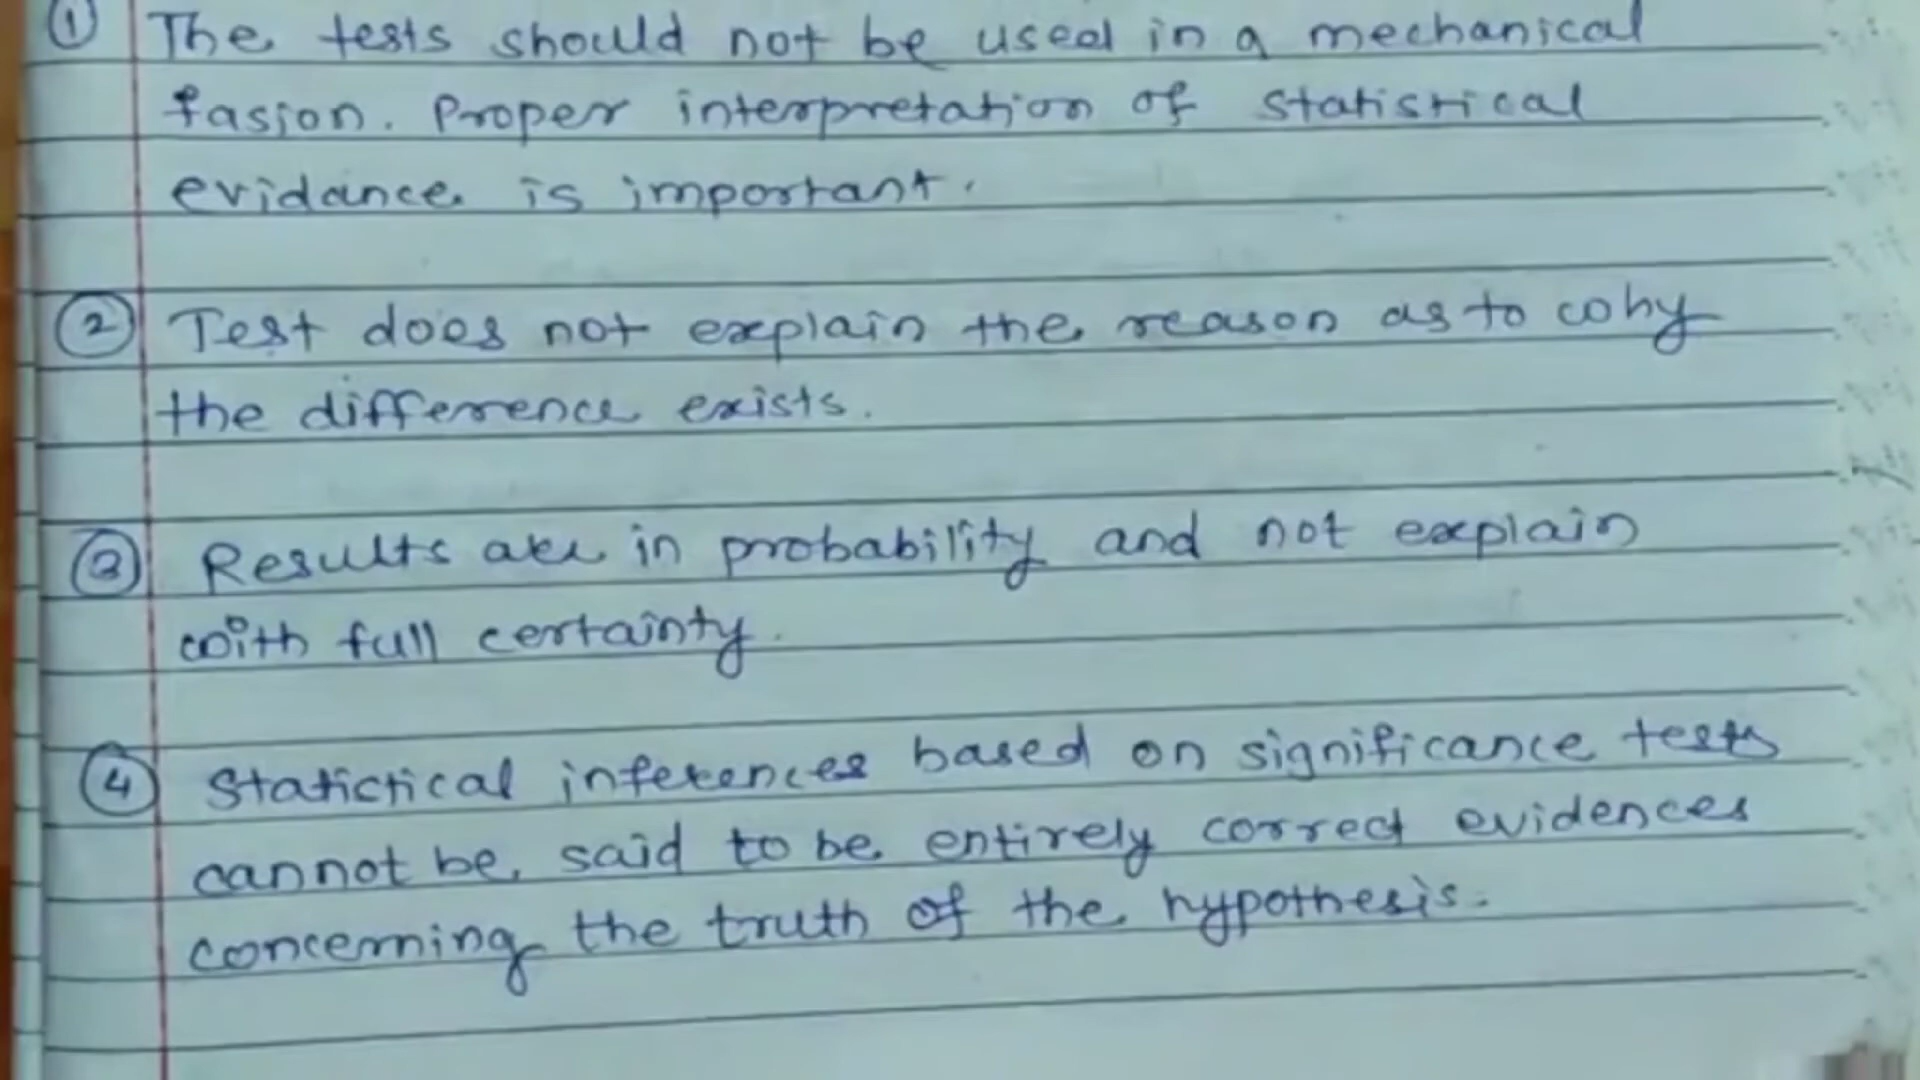 ① The tests should not be used in a mechanical
fasion. Proper interpretation of statistical
evidance is important.
② Test does not explain the reason as to why
the difference exists.
③ Results are in probability and not explain
with full certainty.
④ Statictical inferences based on significance tests
cannot be, said to be entirely correct evidences
concerning the truth of the hypothesis.